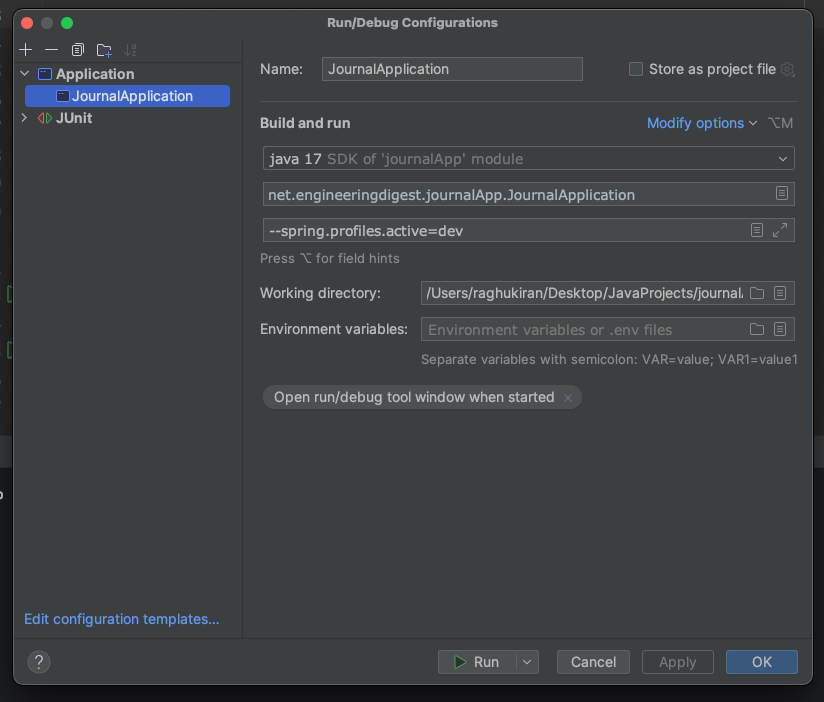 Run/Debug Configurations
Application
JournalApplication
JUnit
Name: JournalApplication Store as project file
Build and run Modify options ⌥M
java 17 SDK of 'journalApp' module
net.engineeringdigest.journalApp.JournalApplication
--spring.profiles.active=dev
Press ⌥ for field hints
Working directory: /Users/raghukiran/Desktop/JavaProjects/journal
Environment variables: Environment variables or .env files
Separate variables with semicolon: VAR=value; VAR1=value1
Open run/debug tool window when started ×
Edit configuration templates...
? Run Cancel Apply OK